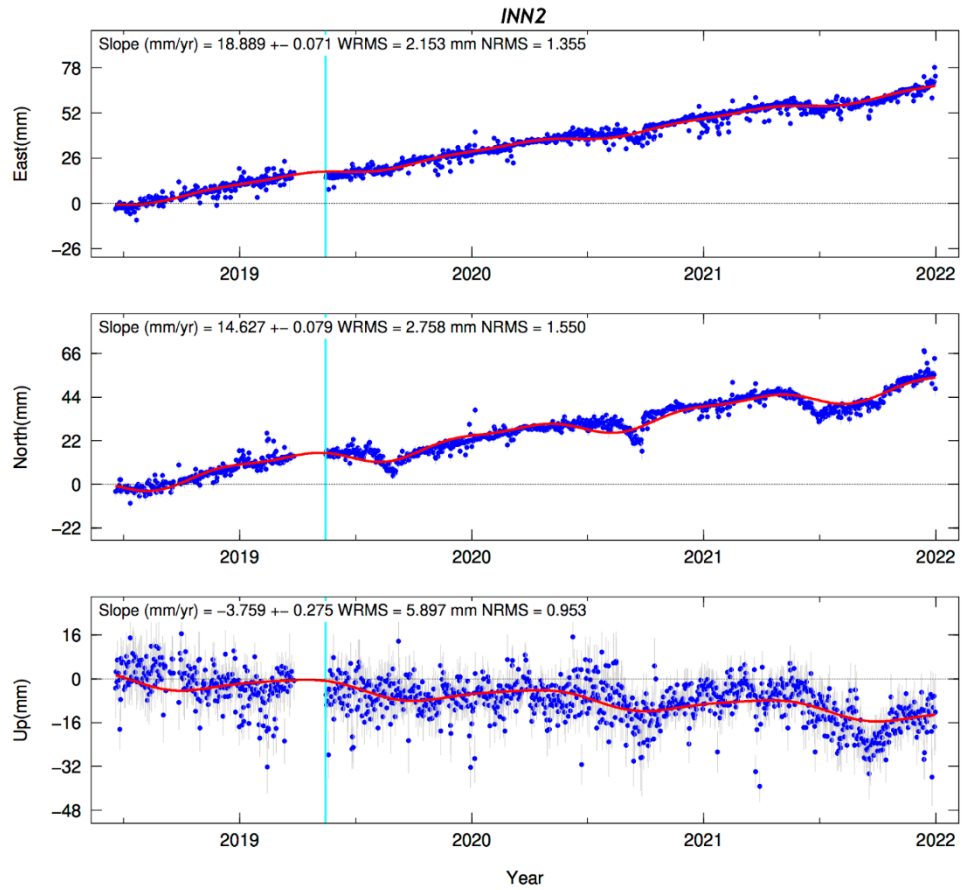 INN2
Slope (mm/yr) = 18.889 +− 0.071 WRMS = 2.153 mm NRMS = 1.355
East(mm)
78
52
26
0
−26
2019 2020 2021 2022
Slope (mm/yr) = 14.627 +− 0.079 WRMS = 2.758 mm NRMS = 1.550
North(mm)
66
44
22
0
−22
2019 2020 2021 2022
Slope (mm/yr) = −3.759 +− 0.275 WRMS = 5.897 mm NRMS = 0.953
Up(mm)
16
0
−16
−32
−48
2019 2020 2021 2022
Year